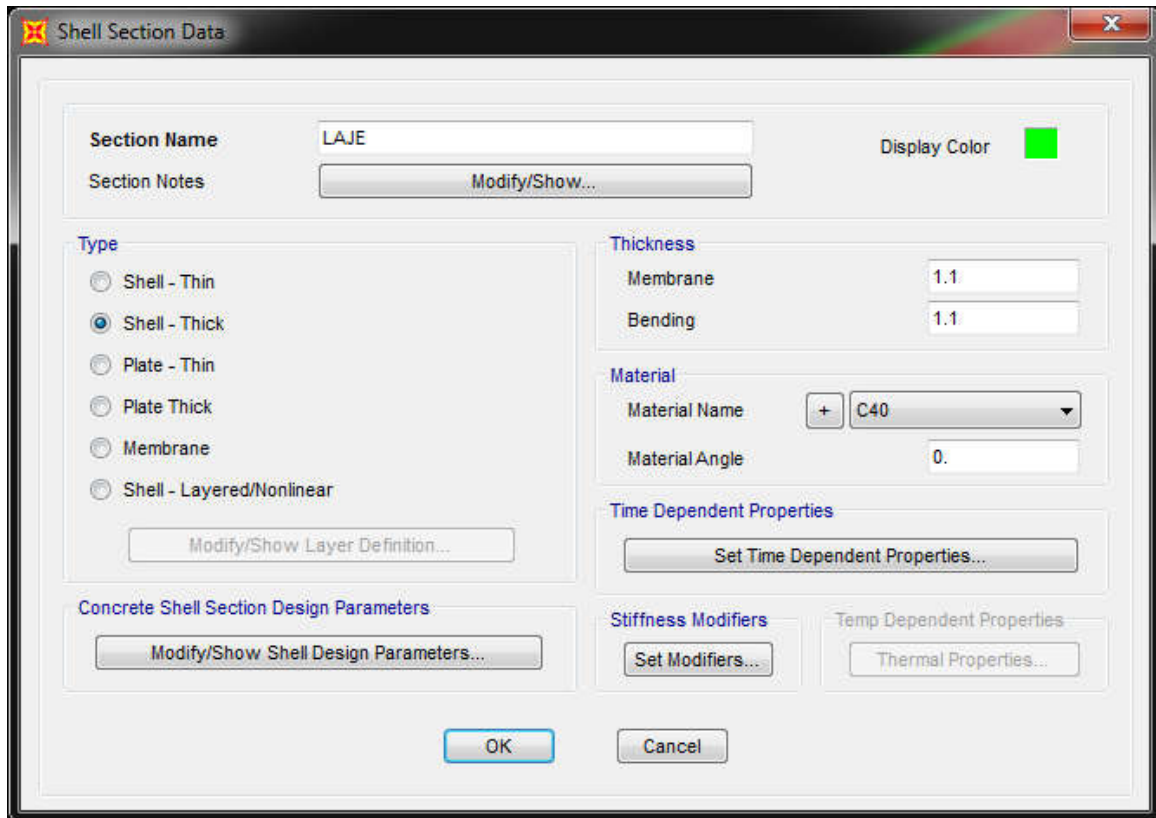 Shell Section Data
Section Name
LAJE
Display Color
Section Notes
Modify/Show...
Type
Shell - Thin
Shell - Thick
Plate - Thin
Plate Thick
Membrane
Shell - Layered/Nonlinear
Modify/Show Layer Definition...
Thickness
Membrane 1.1
Bending 1.1
Material
Material Name + C40
Material Angle 0.
Time Dependent Properties
Set Time Dependent Properties...
Concrete Shell Section Design Parameters
Modify/Show Shell Design Parameters...
Stiffness Modifiers
Set Modifiers...
Temp Dependent Properties
Thermal Properties...
OK
Cancel